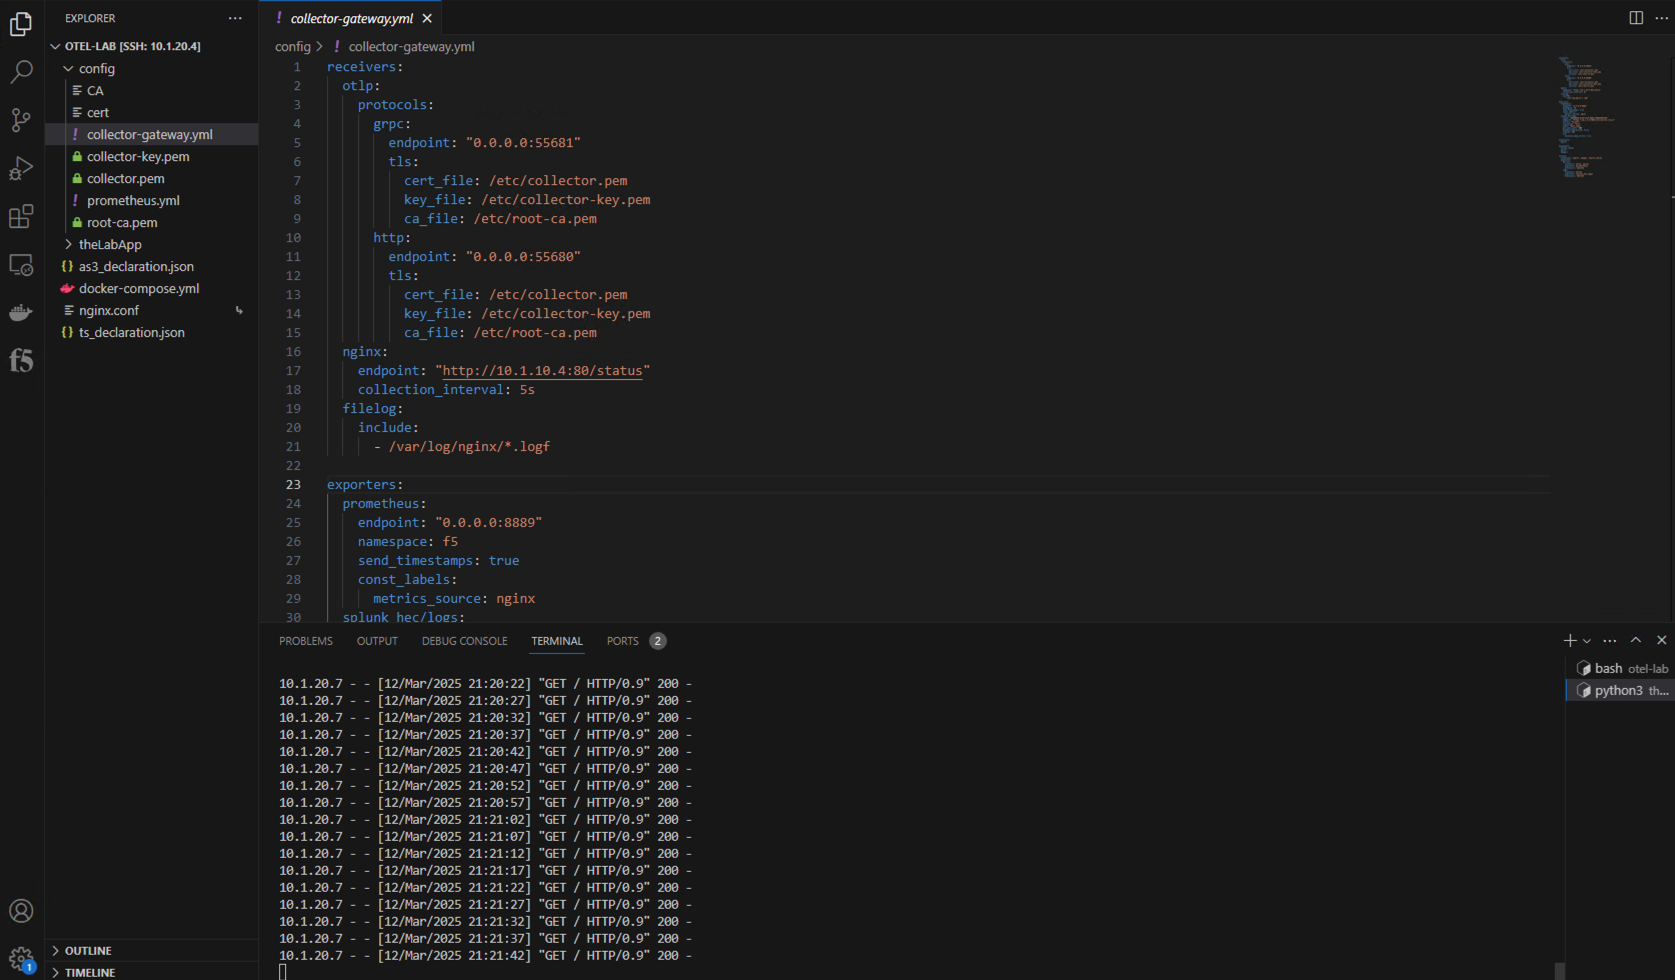 EXPLORER
OTEL-LAB [SSH: 10.1.20.4]
config
CA
cert
collector-gateway.yml
collector-key.pem
collector.pem
prometheus.yml
root-ca.pem
theLabApp
as3_declaration.json
docker-compose.yml
nginx.conf
ts_declaration.json
f5
1
OUTLINE
TIMELINE
collector-gateway.yml
config > collector-gateway.yml
1 receivers:
2 otlp:
3 protocols:
4 grpc:
5 endpoint: "0.0.0.0:55681"
6 tls:
7 cert_file: /etc/collector.pem
8 key_file: /etc/collector-key.pem
9 ca_file: /etc/root-ca.pem
10 http:
11 endpoint: "0.0.0.0:55680"
12 tls:
13 cert_file: /etc/collector.pem
14 key_file: /etc/collector-key.pem
15 ca_file: /etc/root-ca.pem
16 nginx:
17 endpoint: "http://10.1.10.4:80/status"
18 collection_interval: 5s
19 filelog:
20 include:
21 - /var/log/nginx/*.logf
22
23 exporters:
24 prometheus:
25 endpoint: "0.0.0.0:8889"
26 namespace: f5
27 send_timestamps: true
28 const_labels:
29 metrics_source: nginx
30 splunk_hec/logs:
PROBLEMS OUTPUT DEBUG CONSOLE TERMINAL PORTS 2
10.1.20.7 - - [12/Mar/2025 21:20:22] "GET / HTTP/0.9" 200 -
10.1.20.7 - - [12/Mar/2025 21:20:27] "GET / HTTP/0.9" 200 -
10.1.20.7 - - [12/Mar/2025 21:20:32] "GET / HTTP/0.9" 200 -
10.1.20.7 - - [12/Mar/2025 21:20:37] "GET / HTTP/0.9" 200 -
10.1.20.7 - - [12/Mar/2025 21:20:42] "GET / HTTP/0.9" 200 -
10.1.20.7 - - [12/Mar/2025 21:20:47] "GET / HTTP/0.9" 200 -
10.1.20.7 - - [12/Mar/2025 21:20:52] "GET / HTTP/0.9" 200 -
10.1.20.7 - - [12/Mar/2025 21:20:57] "GET / HTTP/0.9" 200 -
10.1.20.7 - - [12/Mar/2025 21:21:02] "GET / HTTP/0.9" 200 -
10.1.20.7 - - [12/Mar/2025 21:21:07] "GET / HTTP/0.9" 200 -
10.1.20.7 - - [12/Mar/2025 21:21:12] "GET / HTTP/0.9" 200 -
10.1.20.7 - - [12/Mar/2025 21:21:17] "GET / HTTP/0.9" 200 -
10.1.20.7 - - [12/Mar/2025 21:21:22] "GET / HTTP/0.9" 200 -
10.1.20.7 - - [12/Mar/2025 21:21:27] "GET / HTTP/0.9" 200 -
10.1.20.7 - - [12/Mar/2025 21:21:32] "GET / HTTP/0.9" 200 -
10.1.20.7 - - [12/Mar/2025 21:21:37] "GET / HTTP/0.9" 200 -
10.1.20.7 - - [12/Mar/2025 21:21:42] "GET / HTTP/0.9" 200 -
bash otel-lab
python3 th...